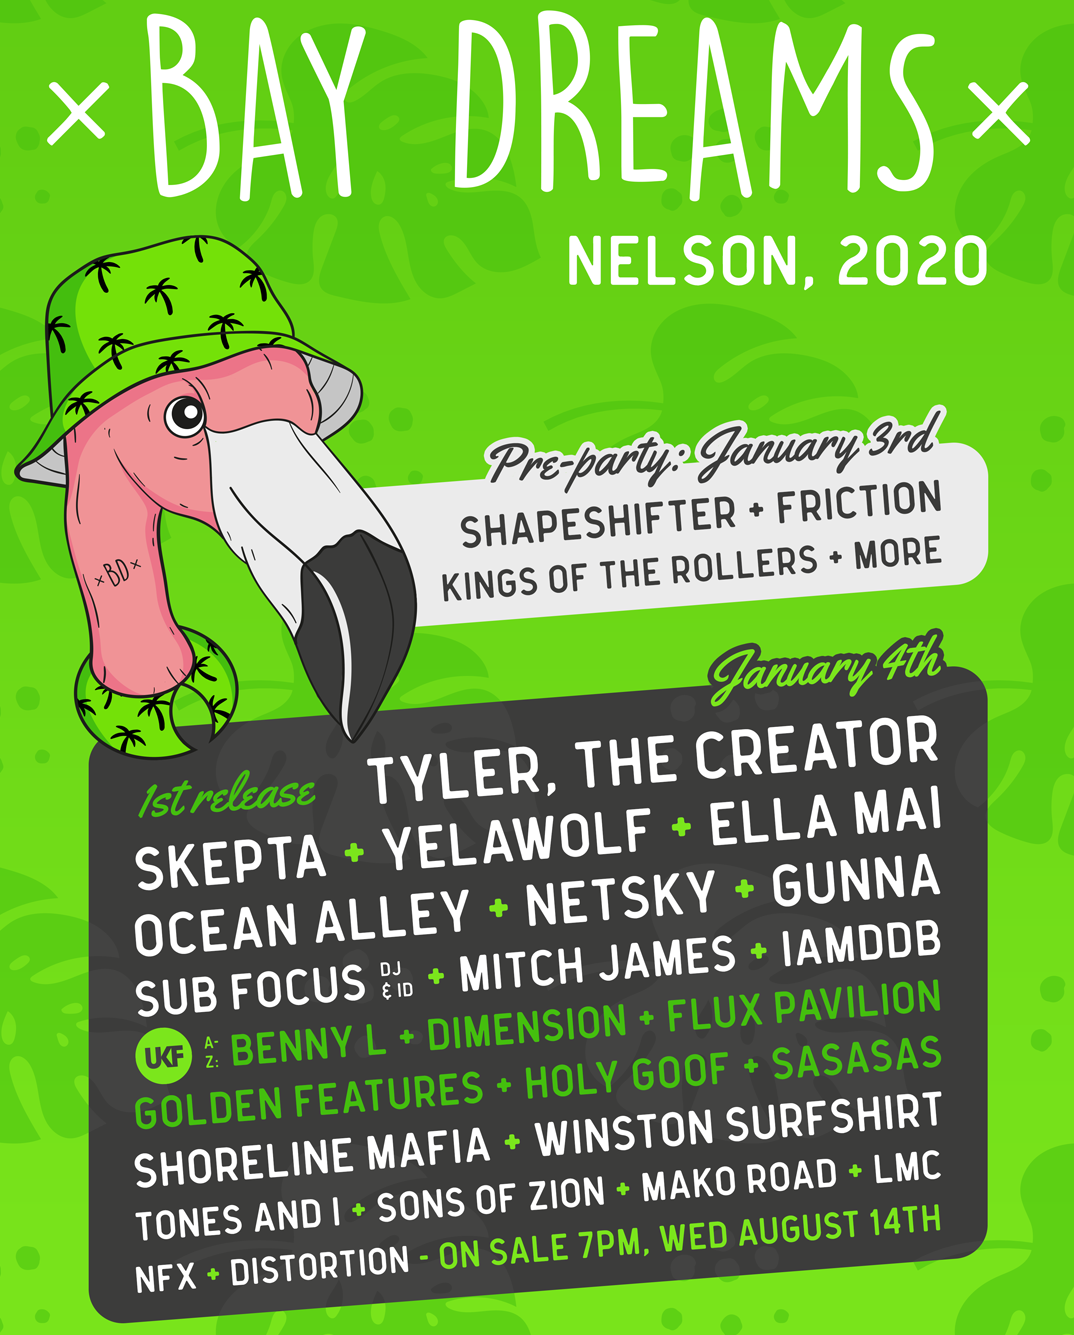 × BAY DREAMS ×
NELSON, 2020
Pre-party: January 3rd
SHAPESHIFTER + FRICTION
KINGS OF THE ROLLERS + MORE
×BD×
January 4th
1st release
TYLER, THE CREATOR
SKEPTA + YELAWOLF + ELLA MAI
OCEAN ALLEY + NETSKY + GUNNA
SUB FOCUS DJ & ID + MITCH JAMES + IAMDDB
UKF A-Z: BENNY L + DIMENSION + FLUX PAVILION
GOLDEN FEATURES + HOLY GOOF + SASASAS
SHORELINE MAFIA + WINSTON SURFSHIRT
TONES AND I + SONS OF ZION + MAKO ROAD + LMC
NFX + DISTORTION - ON SALE 7PM, WED AUGUST 14TH